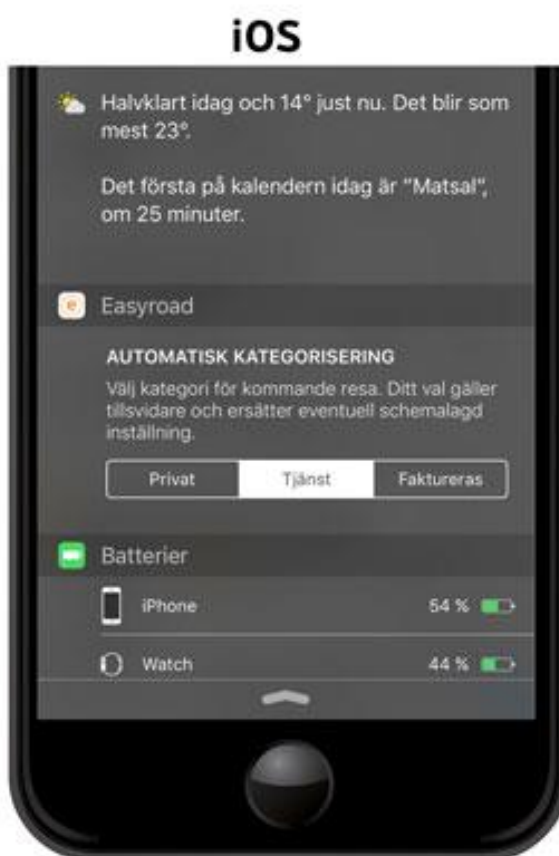 iOS
Halvklart idag och 14° just nu. Det blir som
mest 23°.
Det första på kalendern idag är "Matsal",
om 25 minuter.
e Easyroad
AUTOMATISK KATEGORISERING
Välj kategori för kommande resa. Ditt val gäller
tillsvidare och ersätter eventuell schemalagd
inställning.
Privat Tjänst Faktureras
Batterier
iPhone 54 %
Watch 44 %